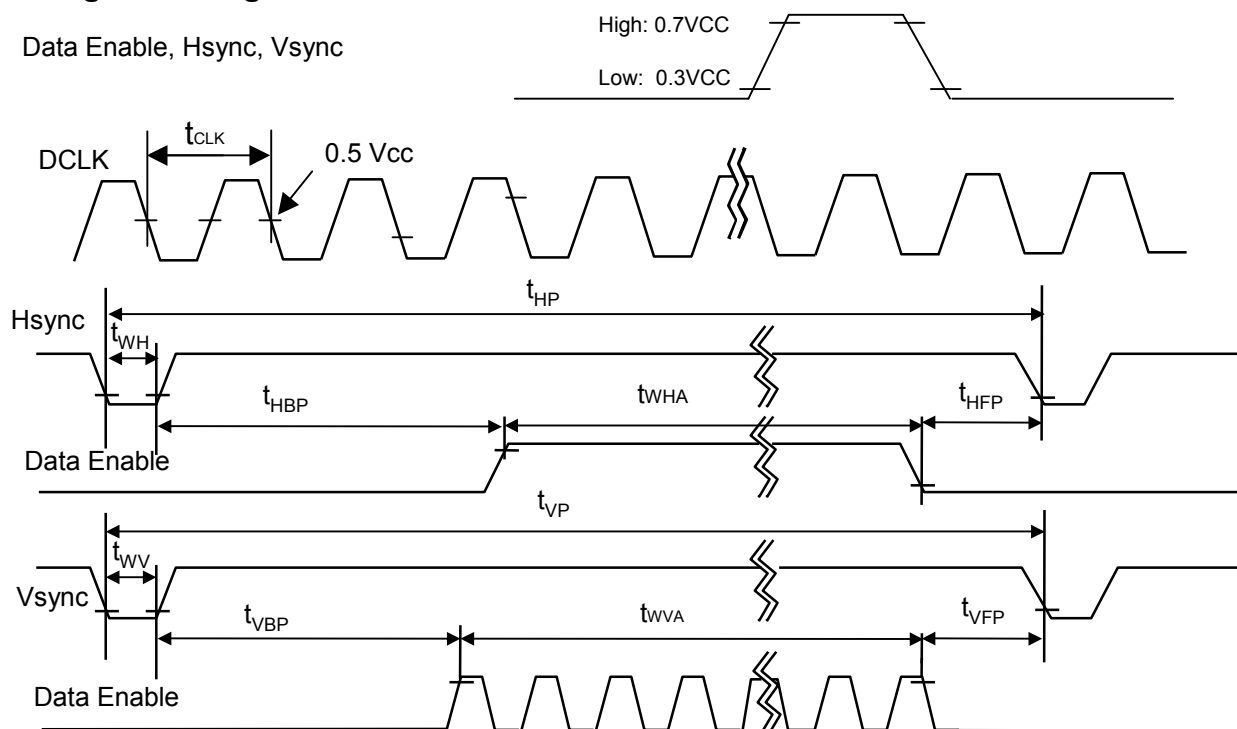 Data Enable, Hsync, Vsync
High: 0.7VCC
Low: 0.3VCC
tCLK
DCLK
0.5 Vcc
tHP
Hsync
tWH
tHBP
tWHA
tHFP
Data Enable
tVP
tWV
Vsync
tVBP
tWVA
tVFP
Data Enable